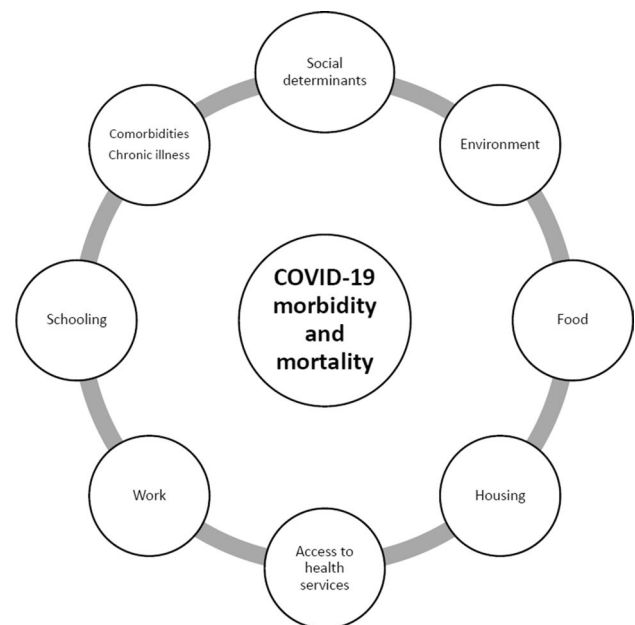 Social
determinants
Comorbidities
Chronic illness
Environment
COVID-19
morbidity
and
mortality
Schooling
Food
Work
Housing
Access to
health
services